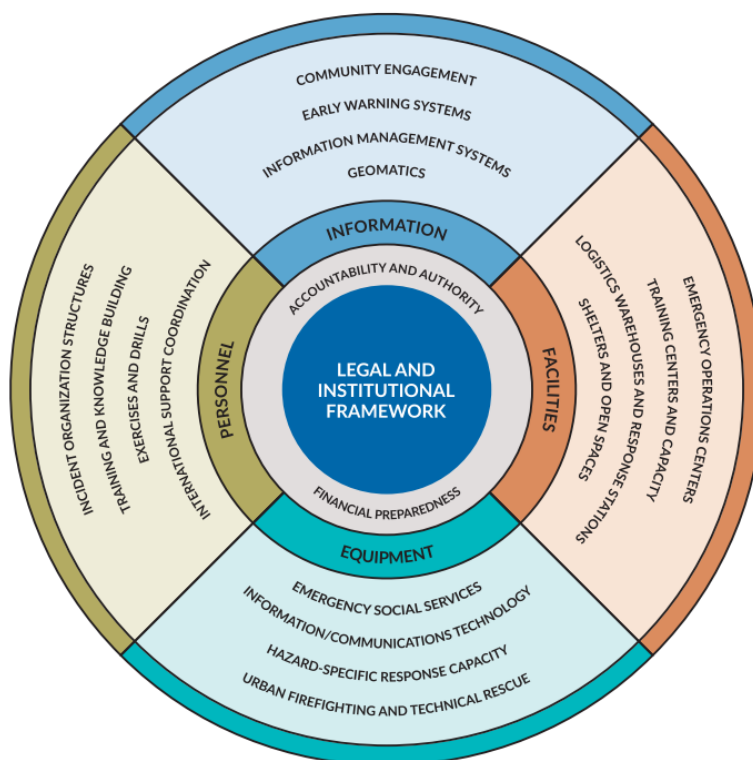 COMMUNITY ENGAGEMENT
EARLY WARNING SYSTEMS
INFORMATION MANAGEMENT SYSTEMS
GEOMATICS
INFORMATION
ACCOUNTABILITY AND AUTHORITY
LEGAL AND
INSTITUTIONAL
FRAMEWORK
FINANCIAL PREPAREDNESS
PERSONNEL
INCIDENT ORGANIZATION STRUCTURES
TRAINING AND KNOWLEDGE BUILDING
EXERCISES AND DRILLS
INTERNATIONAL SUPPORT COORDINATION
FACILITIES
EMERGENCY OPERATIONS CENTERS
TRAINING CENTERS AND CAPACITY
LOGISTICS WAREHOUSES AND RESPONSE STATIONS
SHELTERS AND OPEN SPACES
EQUIPMENT
EMERGENCY SOCIAL SERVICES
INFORMATION/COMMUNICATIONS TECHNOLOGY
HAZARD-SPECIFIC RESPONSE CAPACITY
URBAN FIREFIGHTING AND TECHNICAL RESCUE